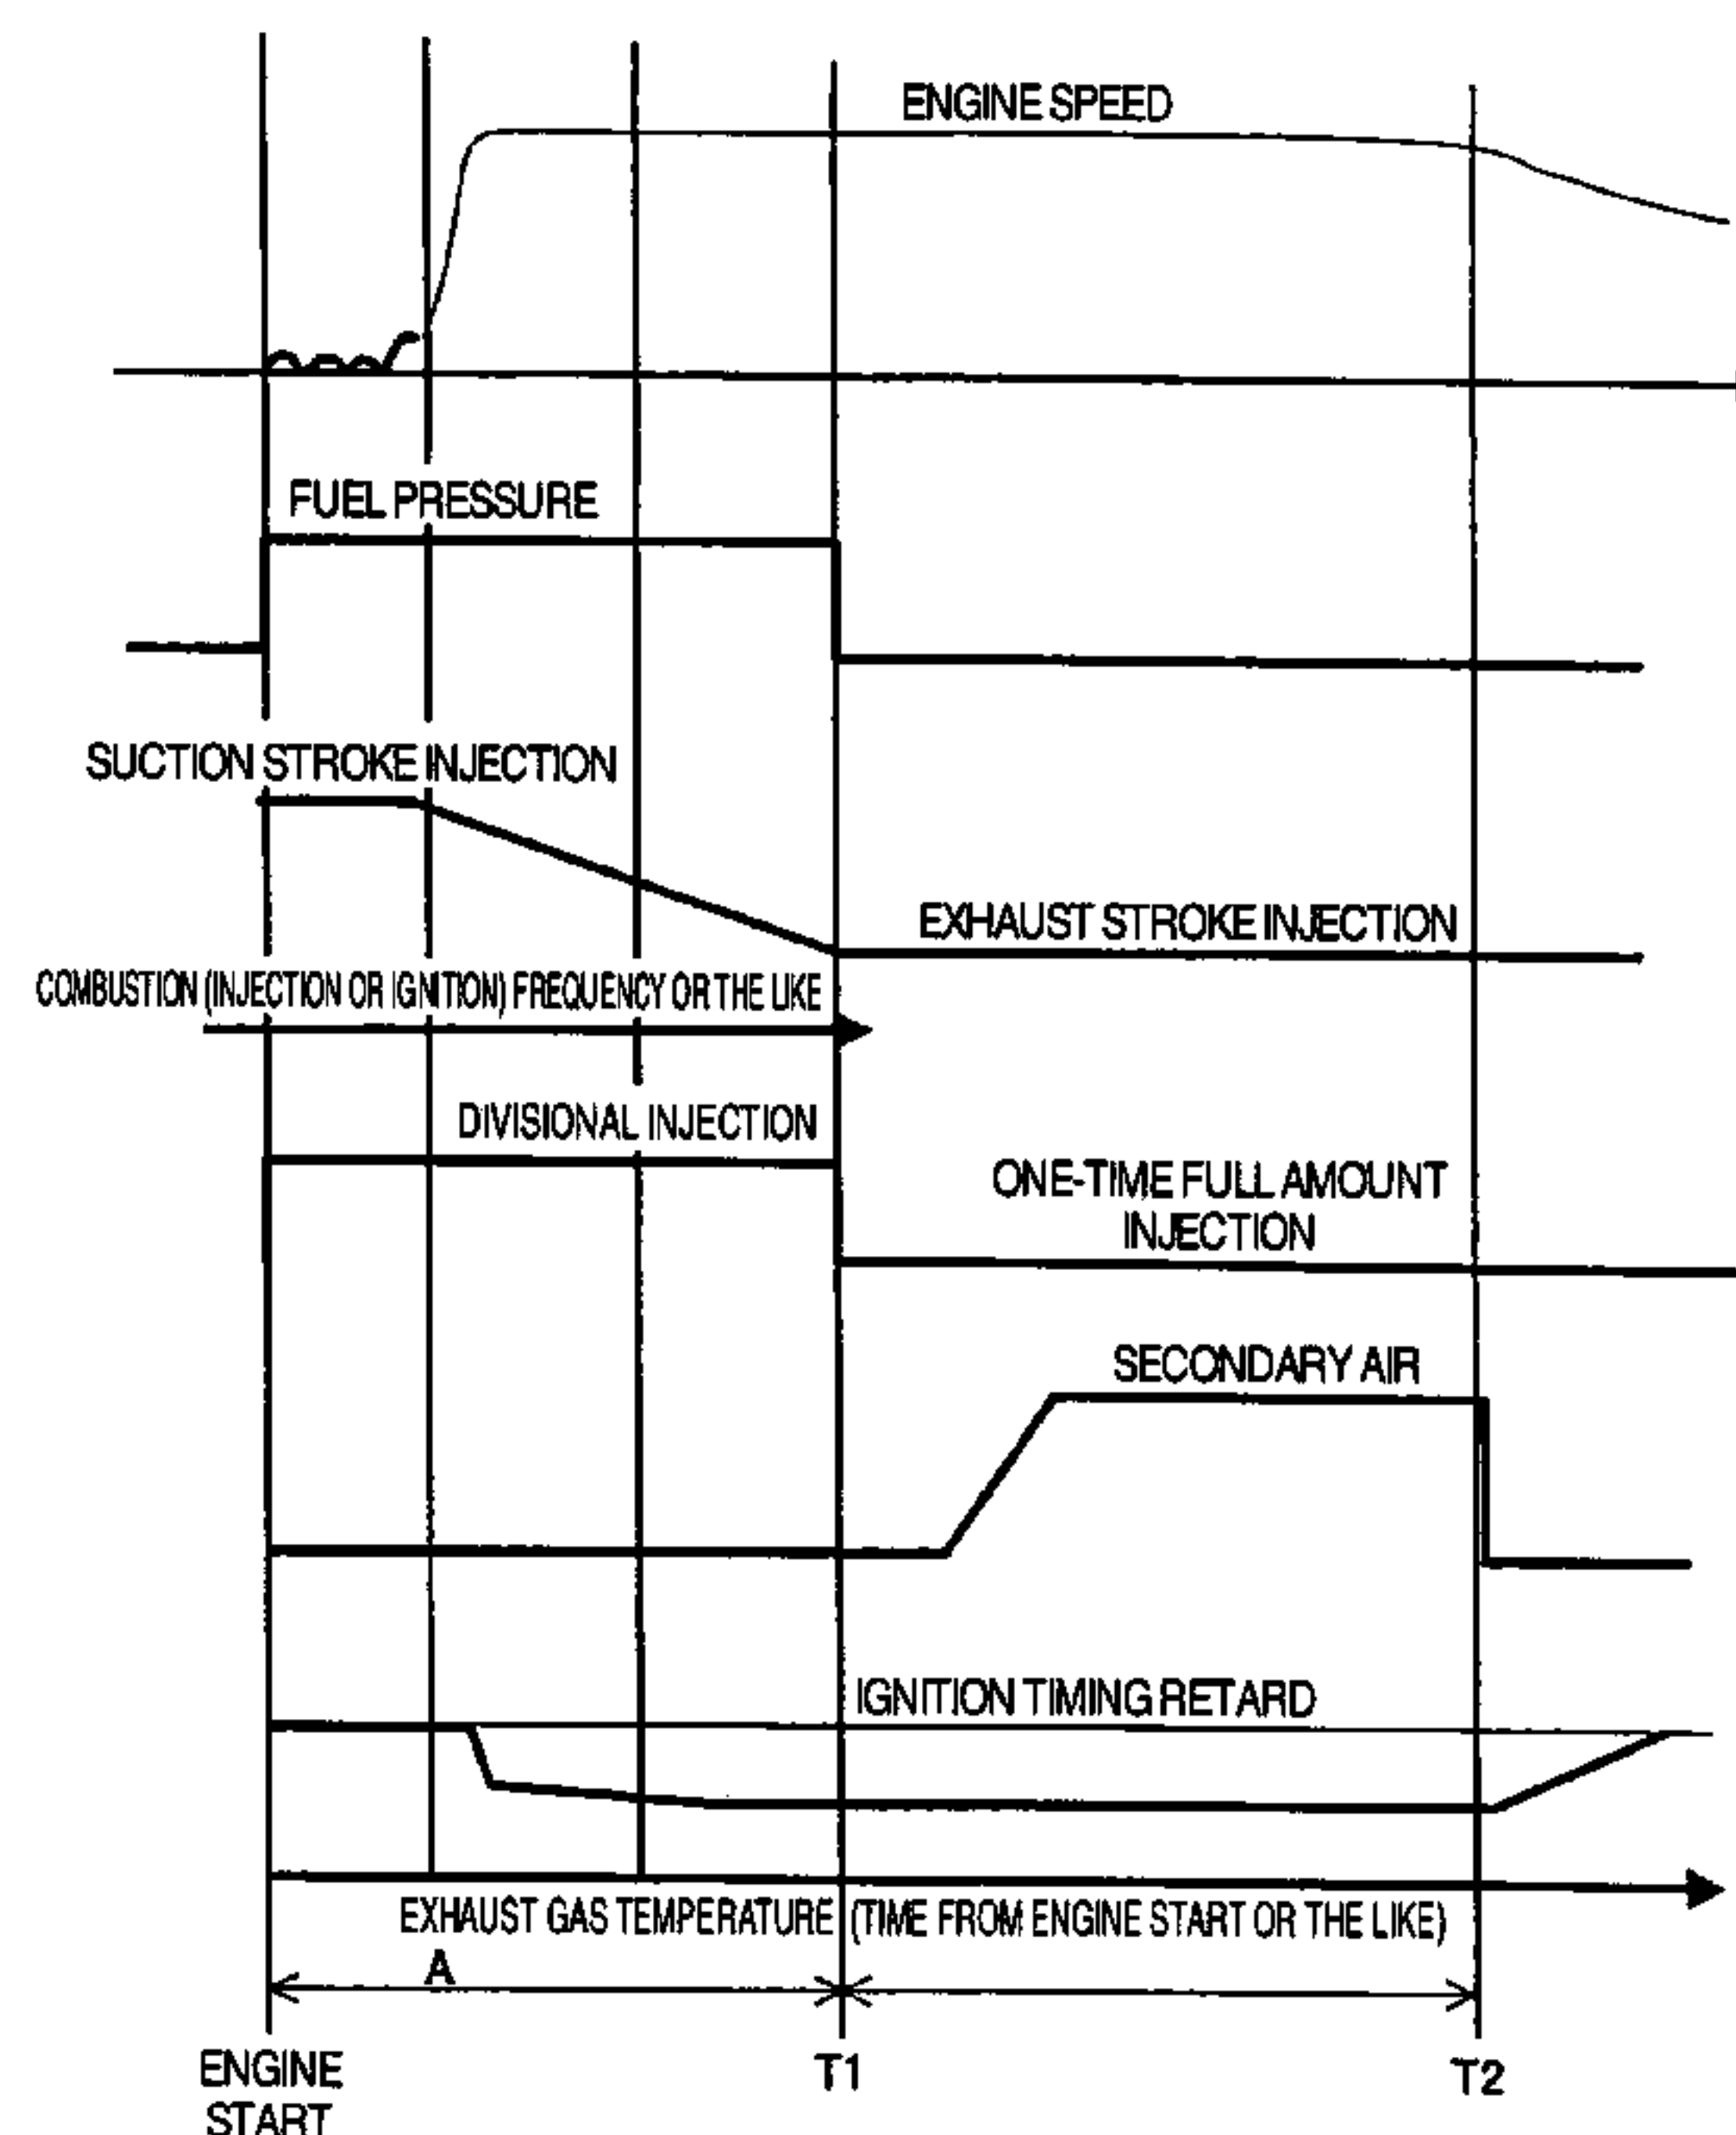 ENGINE SPEED
FUEL PRESSURE
SUCTION STROKE INJECTION
EXHAUST STROKE INJECTION
COMBUSTION (INJECTION OR IGNITION) FREQUENCY OR THE LIKE
DIVISIONAL INJECTION
ONE-TIME FULL AMOUNT
INJECTION
SECONDARY AIR
IGNITION TIMING RETARD
EXHAUST GAS TEMPERATURE (TIME FROM ENGINE START OR THE LIKE)
A
ENGINE
START
T1
T2